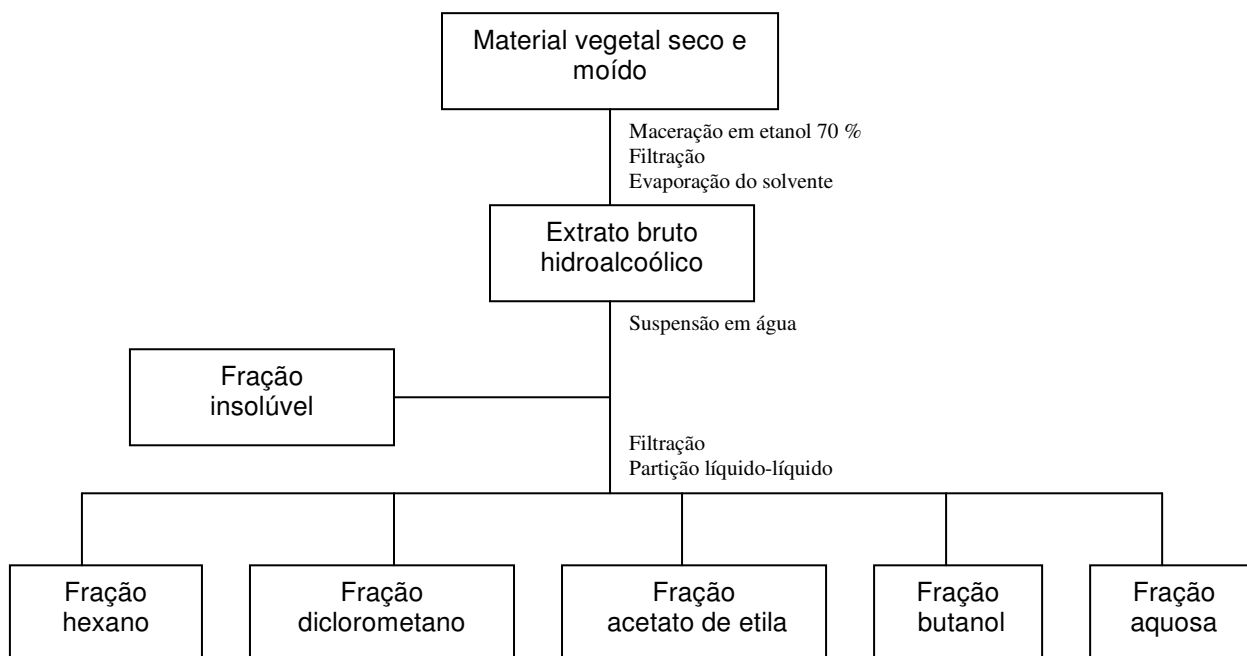 Material vegetal seco e
moído
Maceração em etanol 70 %
Filtração
Evaporação do solvente
Extrato bruto
hidroalcoólico
Suspensão em água
Fração
insolúvel
Filtração
Partição líquido-líquido
Fração
hexano
Fração
diclorometano
Fração
acetato de etila
Fração
butanol
Fração
aquosa